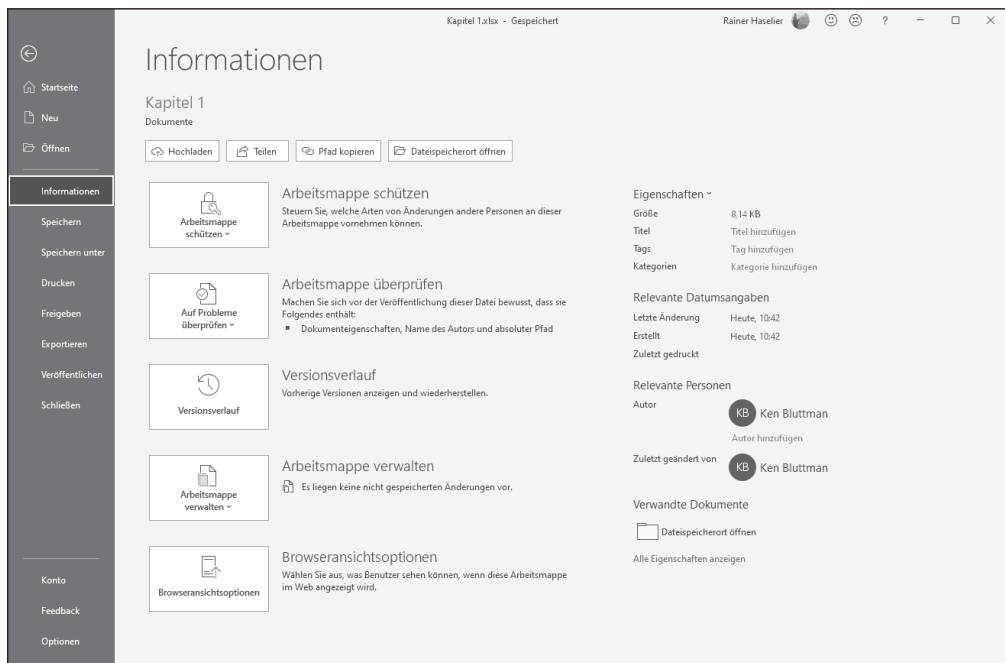 Kapitel 1.xlsx - Gespeichert
Rainer Haselier
?
Startseite
Neu
Öffnen
Informationen
Speichern
Speichern unter
Drucken
Freigeben
Exportieren
Veröffentlichen
Schließen
Konto
Feedback
Optionen
Informationen
Kapitel 1
Dokumente
Hochladen
Teilen
Pfad kopieren
Dateispeicherort öffnen
Arbeitsmappe
schützen
Arbeitsmappe schützen
Steuern Sie, welche Arten von Änderungen andere Personen an dieser
Arbeitsmappe vornehmen können.
Auf Probleme
überprüfen
Arbeitsmappe überprüfen
Machen Sie sich vor der Veröffentlichung dieser Datei bewusst, dass sie
Folgendes enthält:
Dokumenteigenschaften, Name des Autors und absoluter Pfad
Versionsverlauf
Versionsverlauf
Vorherige Versionen anzeigen und wiederherstellen.
Arbeitsmappe
verwalten
Arbeitsmappe verwalten
Es liegen keine nicht gespeicherten Änderungen vor.
Browseransichtsoptionen
Browseransichtsoptionen
Wählen Sie aus, was Benutzer sehen können, wenn diese Arbeitsmappe
im Web angezeigt wird.
Eigenschaften
Größe 8,14 KB
Titel Titel hinzufügen
Tags Tag hinzufügen
Kategorien Kategorie hinzufügen
Relevante Datumsangaben
Letzte Änderung Heute, 10:42
Erstellt Heute, 10:42
Zuletzt gedruckt
Relevante Personen
Autor KB Ken Bluttman
Autor hinzufügen
Zuletzt geändert von KB Ken Bluttman
Verwandte Dokumente
Dateispeicherort öffnen
Alle Eigenschaften anzeigen